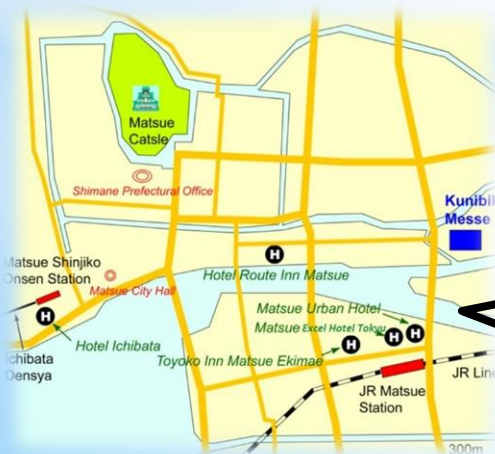 Matsue
Catsle
Shimane Prefectural Office
Kunibik
Messe
Matsue Shinjiko
Onsen Station
Matsue City Hall
H
Hotel Route Inn Matsue
H
Hotel Ichibata
Ichibata
Densya
Matsue Urban Hotel
Matsue Excel Hotel Tokyu
H
H
H
Toyoko Inn Matsue Ekimae
JR Matsue
Station
JR Line
300m